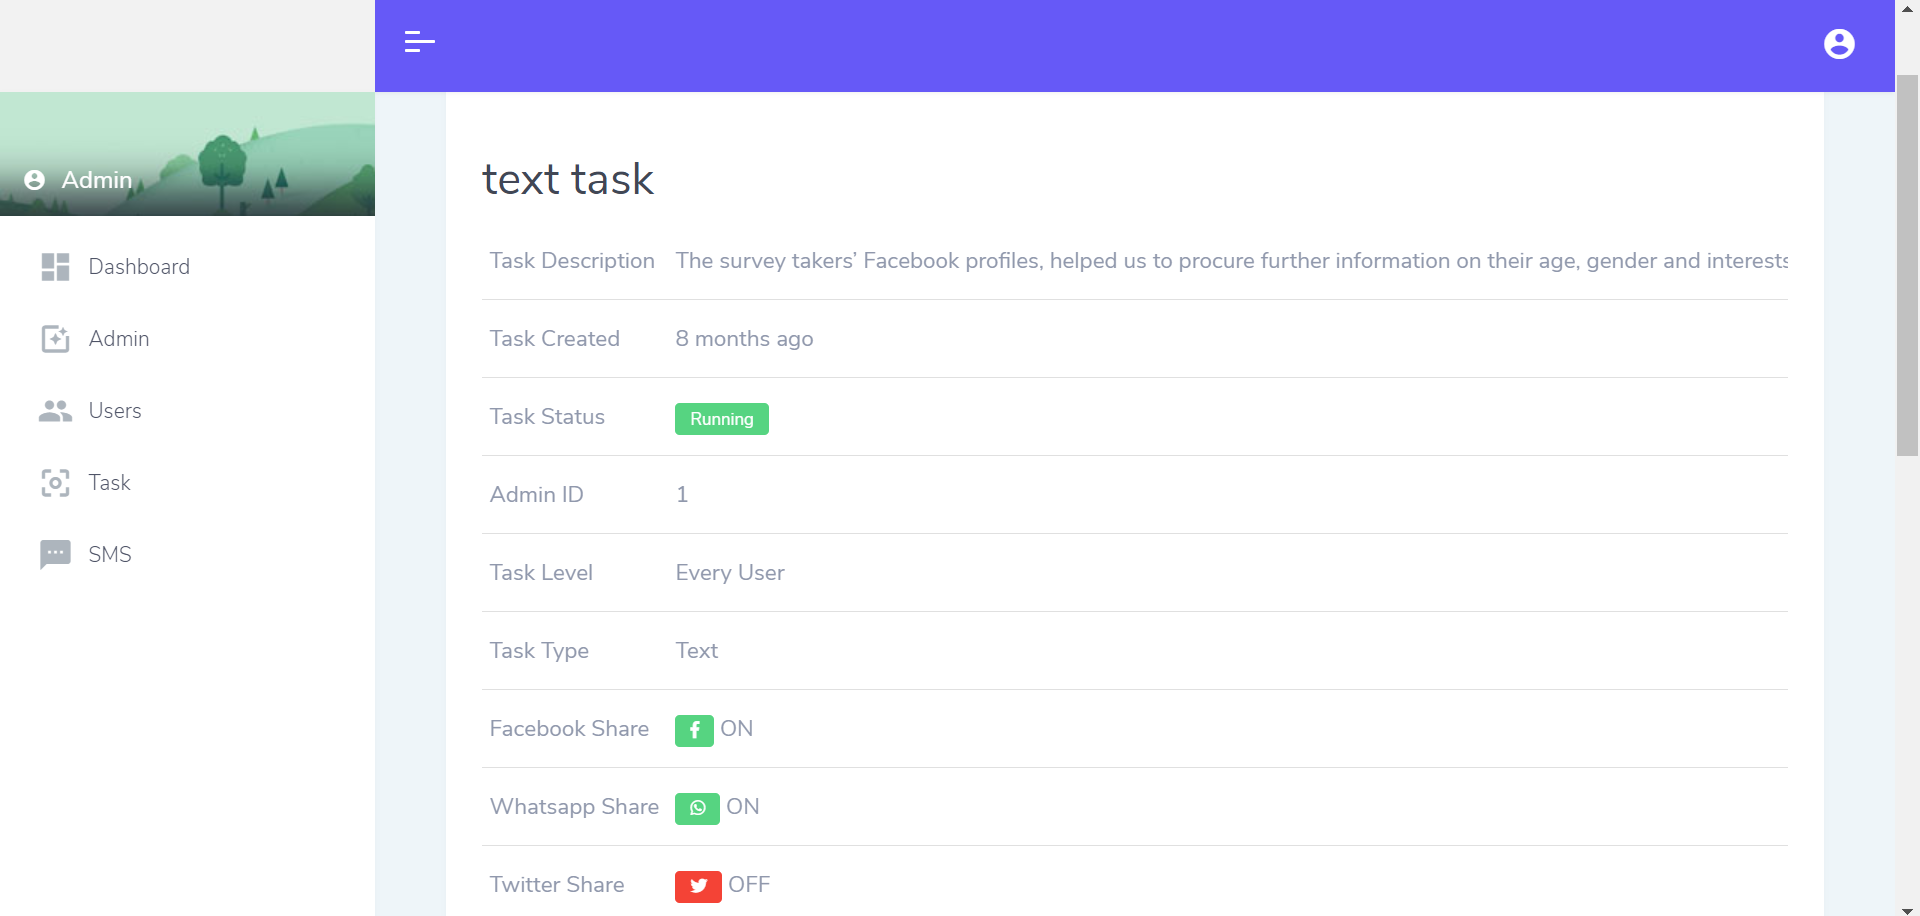 Admin
Dashboard
Admin
Users
Task
SMS
text task
Task Description The survey takers’ Facebook profiles, helped us to procure further information on their age, gender and interests
Task Created 8 months ago
Task Status Running
Admin ID 1
Task Level Every User
Task Type Text
Facebook Share ON
Whatsapp Share ON
Twitter Share OFF